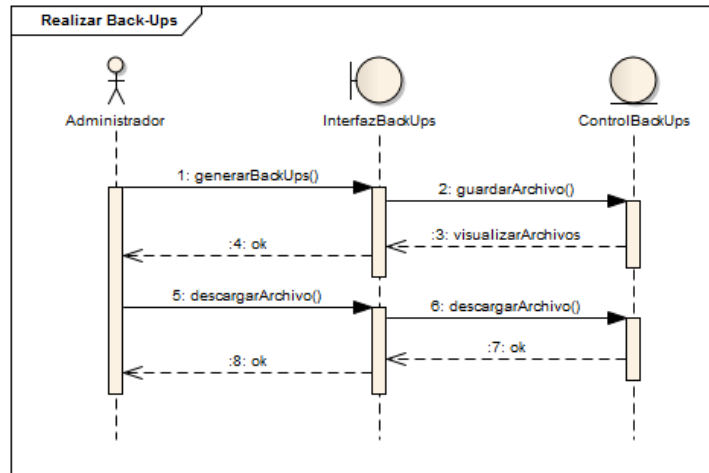 Realizar Back-Ups
Administrador
InterfazBackUps
ControlBackUps
1: generarBackUps()
2: guardarArchivo()
:3: visualizarArchivos
:4: ok
5: descargarArchivo()
6: descargarArchivo()
:7: ok
:8: ok